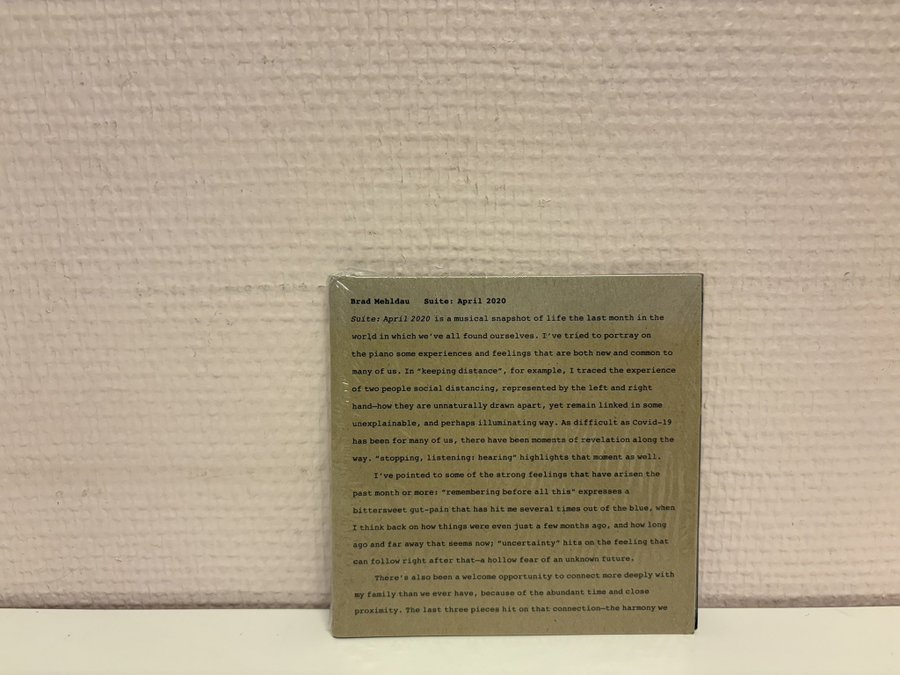 Brad Mehldau Suite: April 2020
Suite: April 2020 is a musical snapshot of life the last month in the
world in which we've all found ourselves. I've tried to portray on
the piano some experiences and feelings that are both new and common to
many of us. In "keeping distance", for example, I traced the experience
of two people social distancing, represented by the left and right
hand—how they are unnaturally drawn apart, yet remain linked in some
unexplainable, and perhaps illuminating way. As difficult as Covid-19
has been for many of us, there have been moments of revelation along the
way. "stopping, listening: hearing" highlights that moment as well.
I've pointed to some of the strong feelings that have arisen the
past month or more: "remembering before all this" expresses a
bittersweet gut-pain that has hit me several times out of the blue, when
I think back on how things were even just a few months ago, and how long
ago and far away that seems now; "uncertainty" hits on the feeling that
can follow right after that—a hollow fear of an unknown future.
There's also been a welcome opportunity to connect more deeply with
my family than we ever have, because of the abundant time and close
proximity. The last three pieces hit on that connection—the harmony we